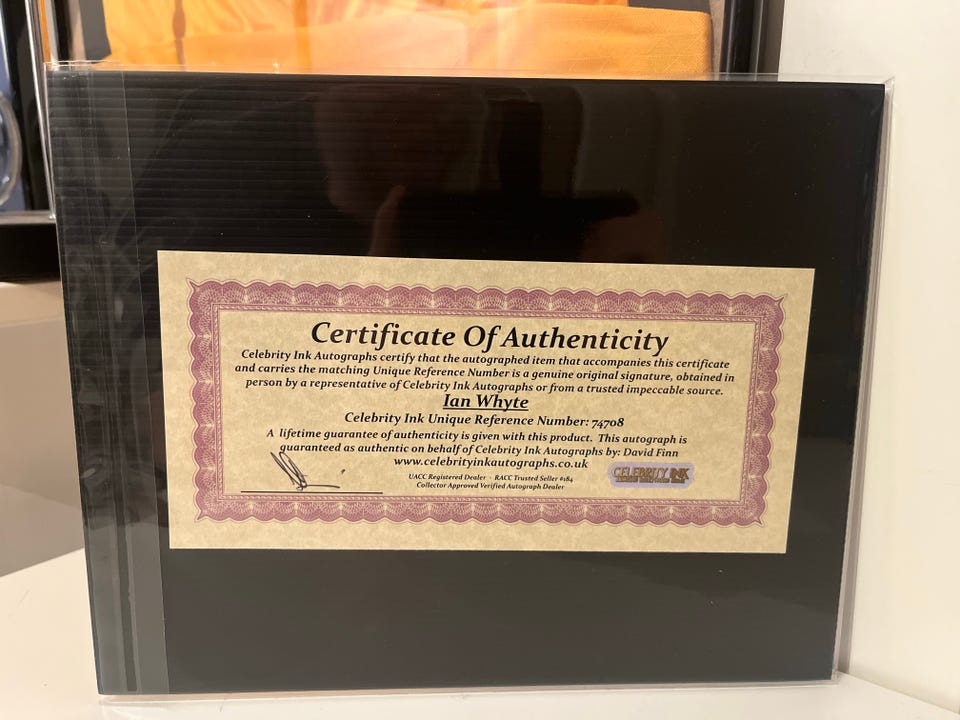 Certificate Of Authenticity
Celebrity Ink Autographs certify that the autographed item that accompanies this certificate
and carries the matching Unique Reference Number is a genuine original signature, obtained in
person by a representative of Celebrity Ink Autographs or from a trusted impeccable source.
Ian Whyte
Celebrity Ink Unique Reference Number: 74708
A lifetime guarantee of authenticity is given with this product. This autograph is
guaranteed as authentic on behalf of Celebrity Ink Autographs by: David Finn
www.celebrityinkautographs.co.uk
UACC Registered Dealer - RACC Trusted Seller #184
Collector Approved Verified Autograph Dealer
CELEBRITY INK